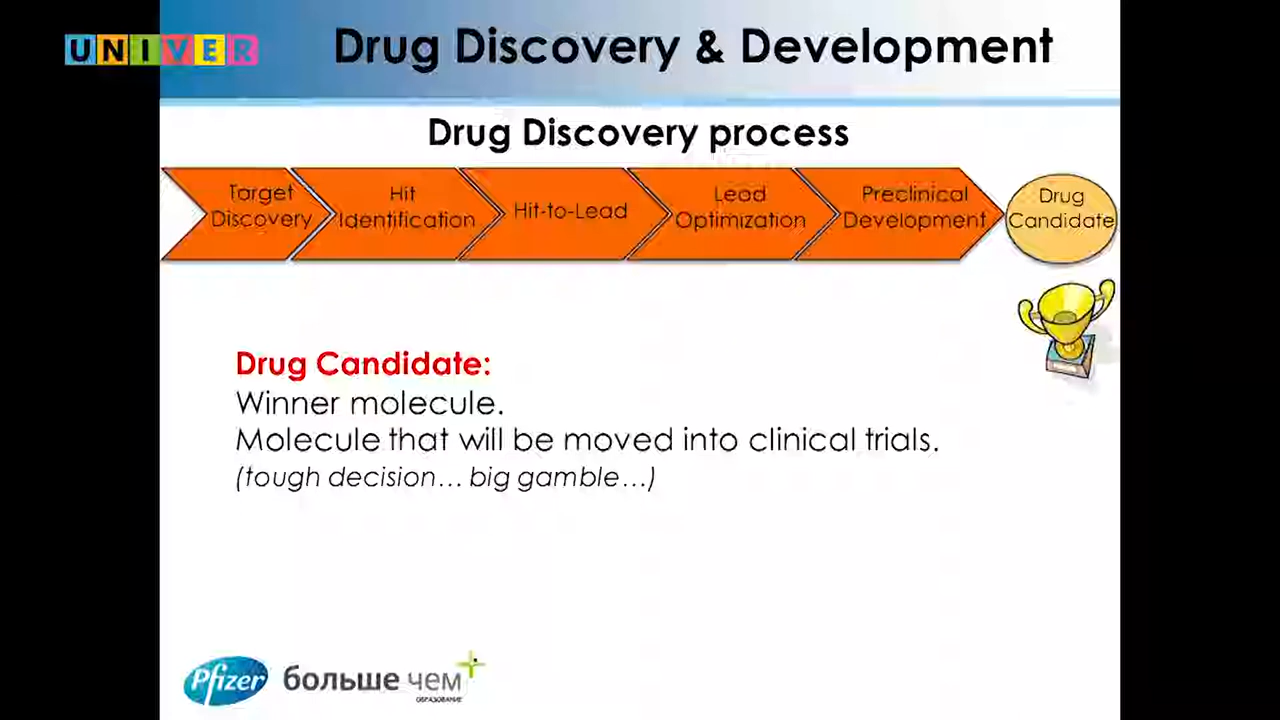 UNIVER
Drug Discovery & Development
Drug Discovery process
Target
Discovery
Hit
Identification
Hit-to-Lead
Lead
Optimization
Preclinical
Development
Drug
Candidate
Drug Candidate:
Winner molecule.
Molecule that will be moved into clinical trials.
(tough decision... big gamble...)
Pfizer
больше чем
ОБРАЗОВАНИЕ